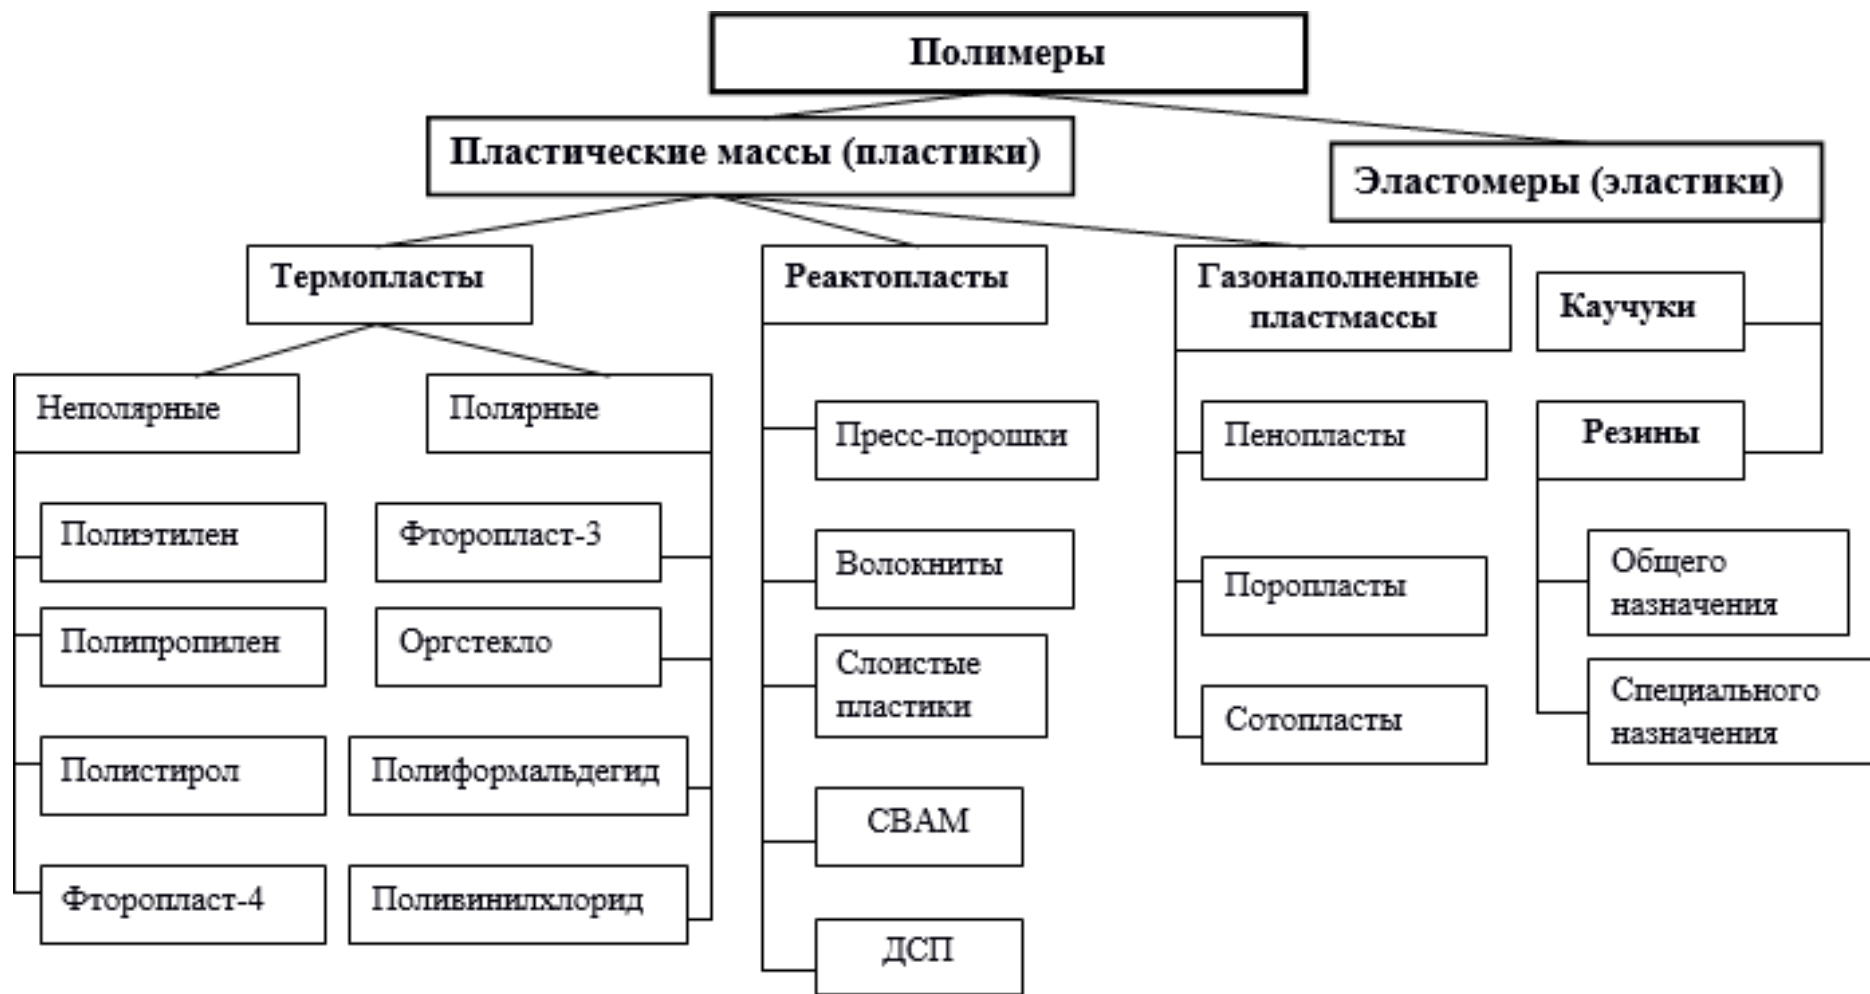 Полимеры
Пластические массы (пластики)
Эластомеры (эластики)
Термопласты
Реактопласты
Газонаполненные
пластмассы
Каучуки
Неполярные
Полярные
Пресс-порошки
Пенопласты
Резины
Полиэтилен
Фторопласт-3
Волокниты
Поропласты
Общего
назначения
Полипропилен
Оргстекло
Слоистые
пластики
Сотопласты
Специального
назначения
Полистирол
Полиформальдегид
СВАМ
Фторопласт-4
Поливинилхлорид
ДСП